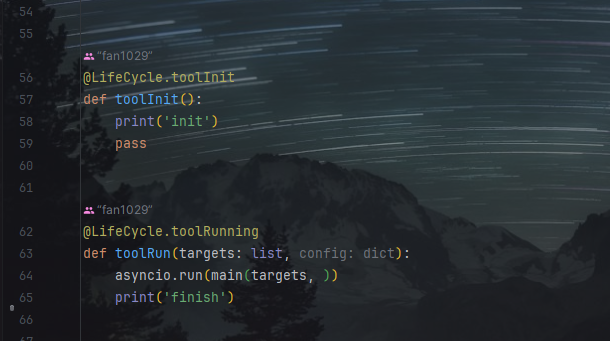 54
55
"fan1029"
56 @LifeCycle.toolInit
57 def toolInit():
58 print('init')
59 pass
60
61
"fan1029"
62 @LifeCycle.toolRunning
63 def toolRun(targets: list, config: dict):
64 asyncio.run(main(targets, ))
65 print('finish')
66
67